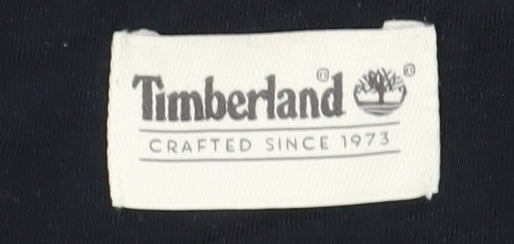 Timberland®
CRAFTED SINCE 1973